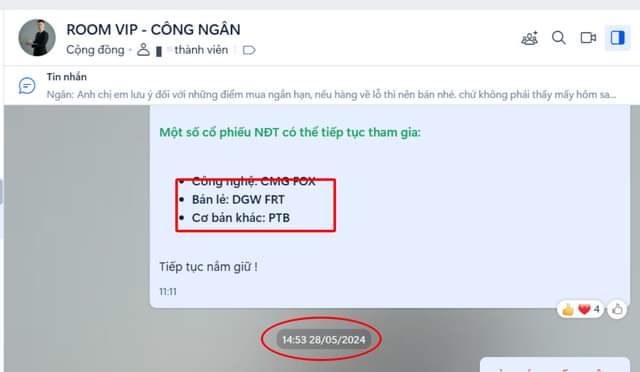 ROOM VIP - CÔNG NGÂN
Cộng đồng • thành viên
Tin nhắn
Ngân: Anh chị em lưu ý đối với những điểm mua ngắn hạn, nếu hàng về lỗ thì nên bán nhé. chứ không phải thấy mấy hôm sa...
Một số cổ phiếu NĐT có thể tiếp tục tham gia:
• Công nghệ: CMG FOX
• Bán lẻ: DGW FRT
• Cơ bản khác: PTB
Tiếp tục nắm giữ !
11:11
4
14:53 28/05/2024